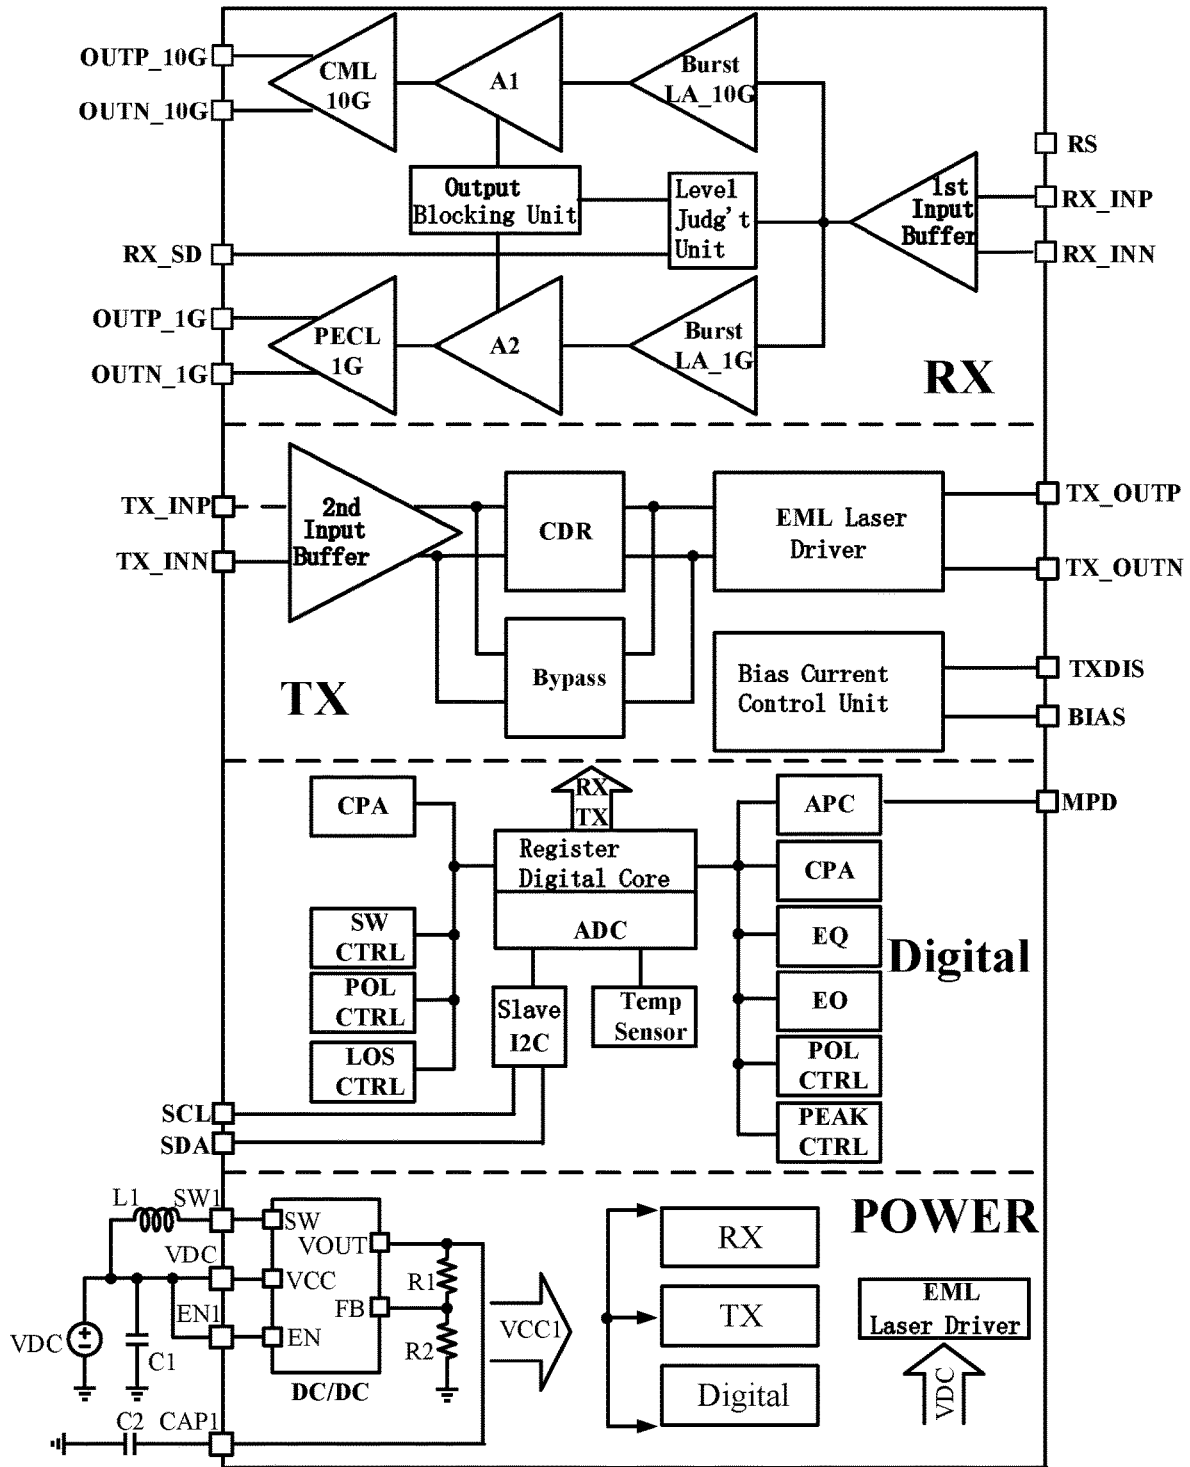 OUTP_10G
OUTN_10G
CML
10G
A1
Burst
LA_10G
RS
RX_INP
RX_INN
1st
Input
Buffer
Output
Blocking Unit
Level
Judg't
Unit
RX_SD
OUTP_1G
OUTN_1G
PECL
1G
A2
Burst
LA_1G
RX
TX_INP
TX_INN
2nd
Input
Buffer
CDR
EML Laser
Driver
TX_OUTP
TX_OUTN
Bypass
Bias Current
Control Unit
TXDIS
BIAS
TX
RX
TX
CPA
Register
Digital Core
ADC
APC
MPD
CPA
SW
CTRL
EQ
Digital
POL
CTRL
Slave
I2C
Temp
Sensor
EO
LOS
CTRL
POL
CTRL
SCL
SDA
PEAK
CTRL
L1
SW1
SW
VOUT
POWER
VDC
VCC
R1
RX
EN1
FB
VCC1
TX
EML
Laser Driver
VDC
C1
EN
R2
DC/DC
Digital
VDC
C2
CAP1